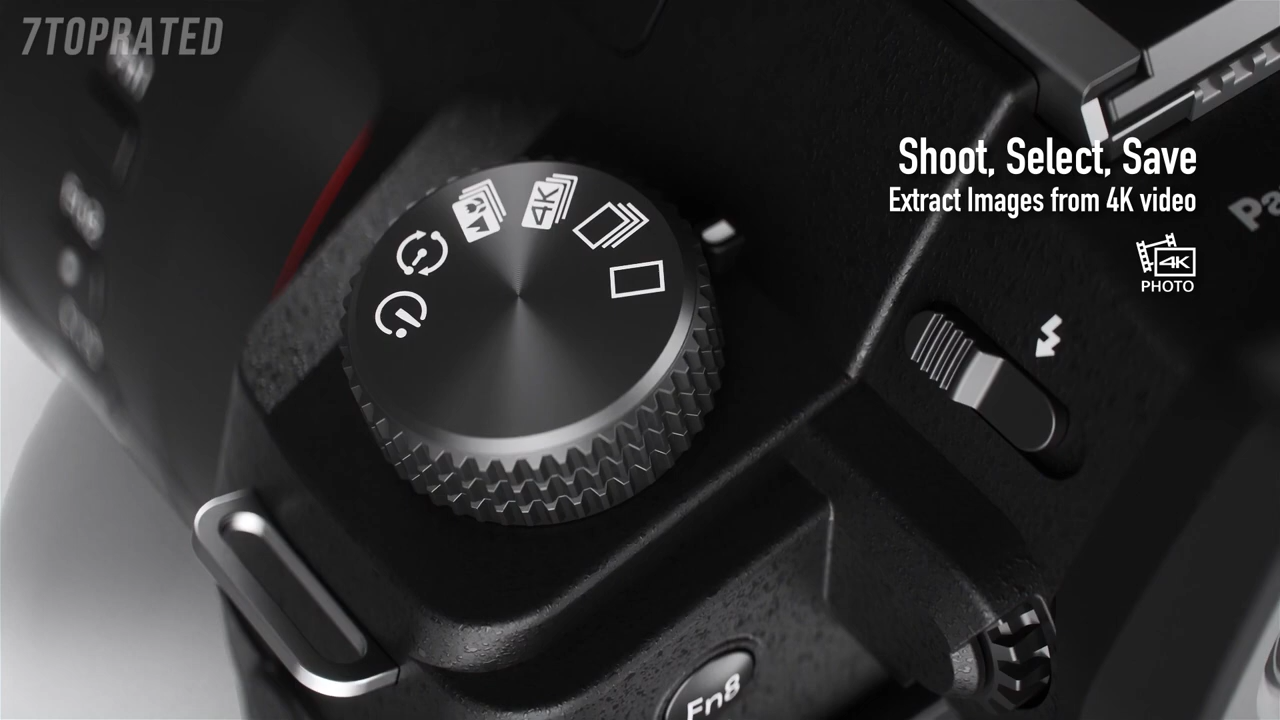 7TOPRATED
Shoot, Select, Save
Extract Images from 4K video
4K
PHOTO
4K
Fn8